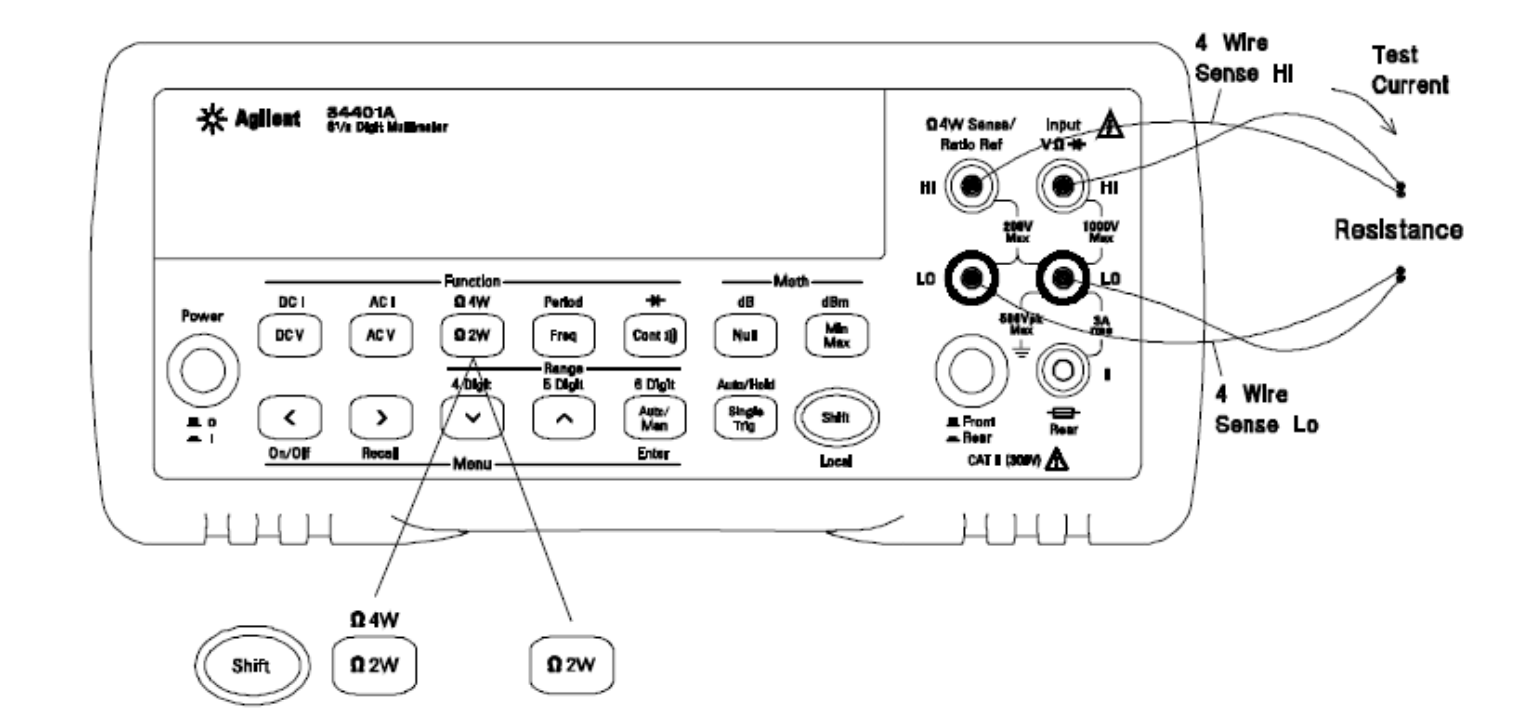 4 Wire
Sense HI
Test
Current
Agilent
34401A
6½ Digit Multimeter
Ω 4W Sense/
Ratio Ref
Input
V Ω
HI
HI
200V
Max
1000V
Max
LO
LO
500Vpk
Max
3A
rms
Resistance
Function
Math
DC I
AC I
Ω 4W
Period
dB
dBm
Power
DC V
AC V
Ω 2W
Freq
Cont
Null
Min
Max
Range
4 Digit
5 Digit
6 Digit
Auto/Hold
<
>
Auto/
Man
Single
Trig
Shift
I
Front
Rear
Rear
On/Off
Recall
Menu
Enter
Local
CAT II (300V)
4 Wire
Sense Lo
Ω 4W
Shift
Ω 2W
Ω 2W